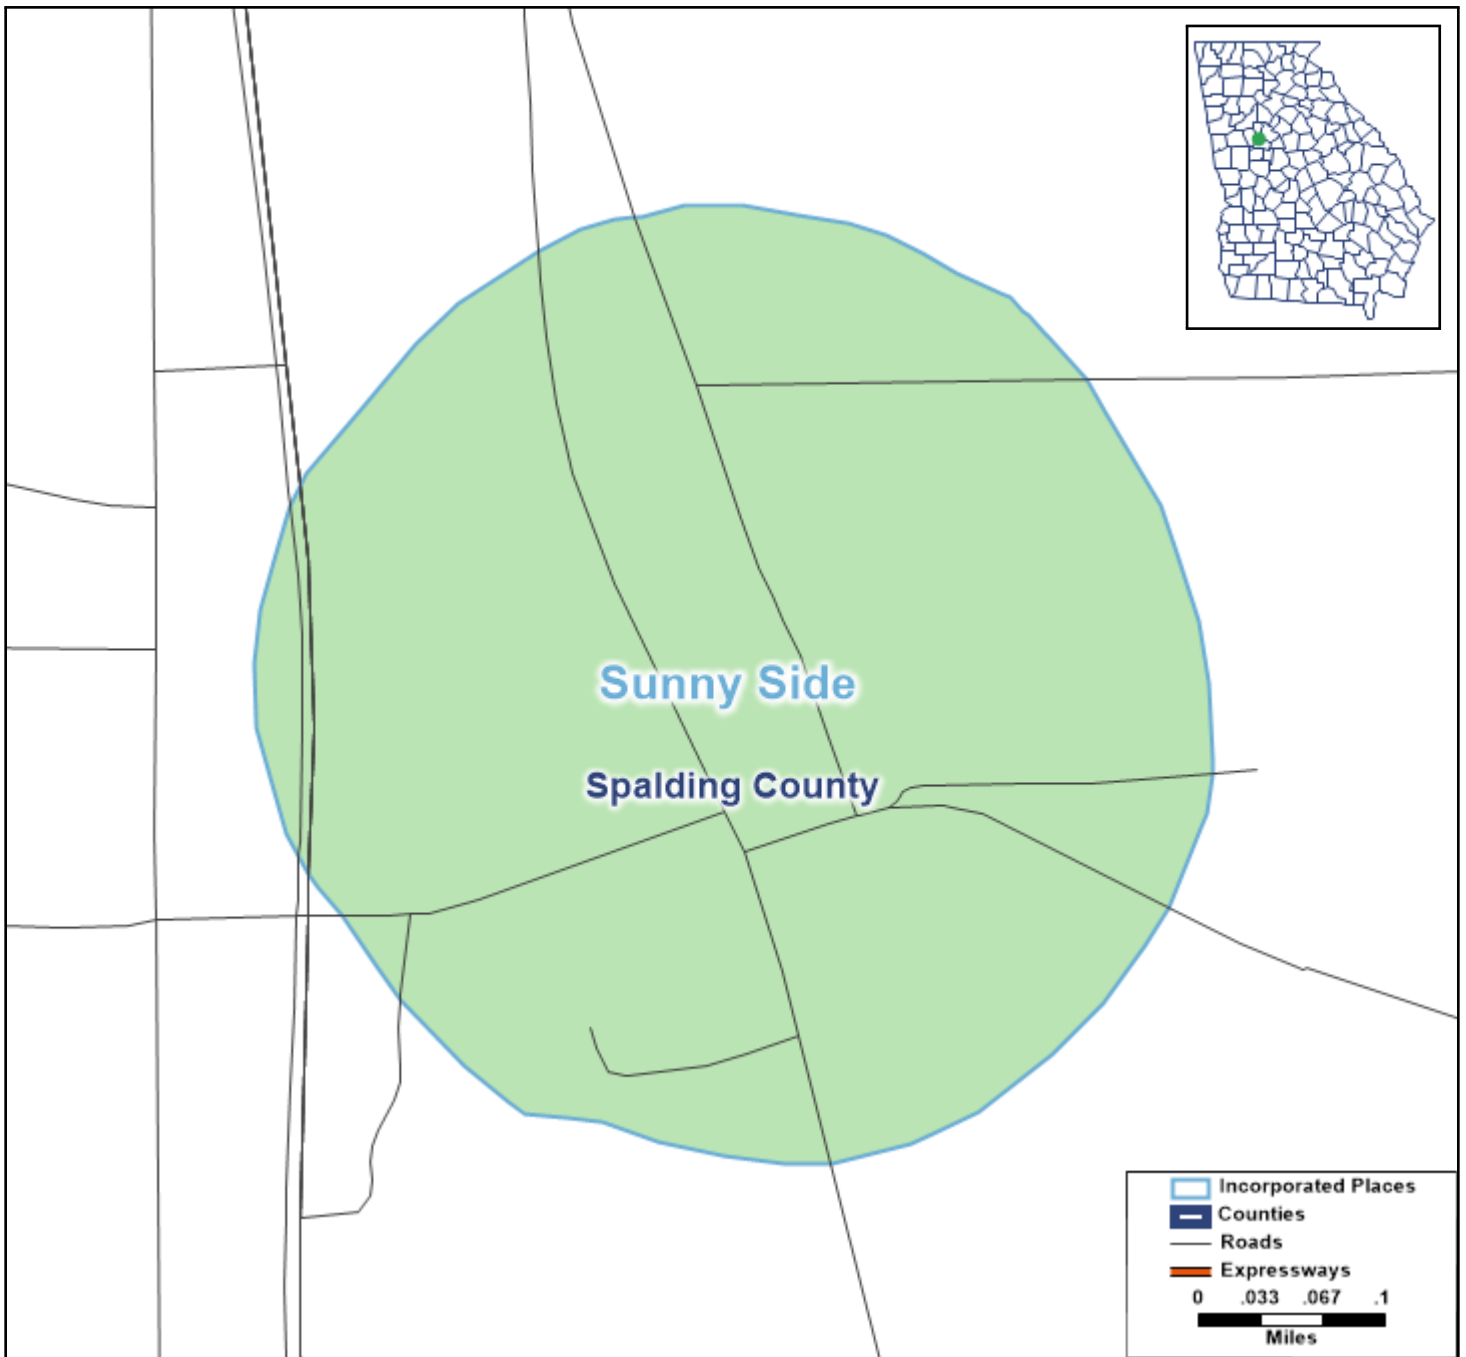 Sunny Side
Spalding County
Incorporated Places
Counties
Roads
Expressways
0 .033 .067 .1
Miles